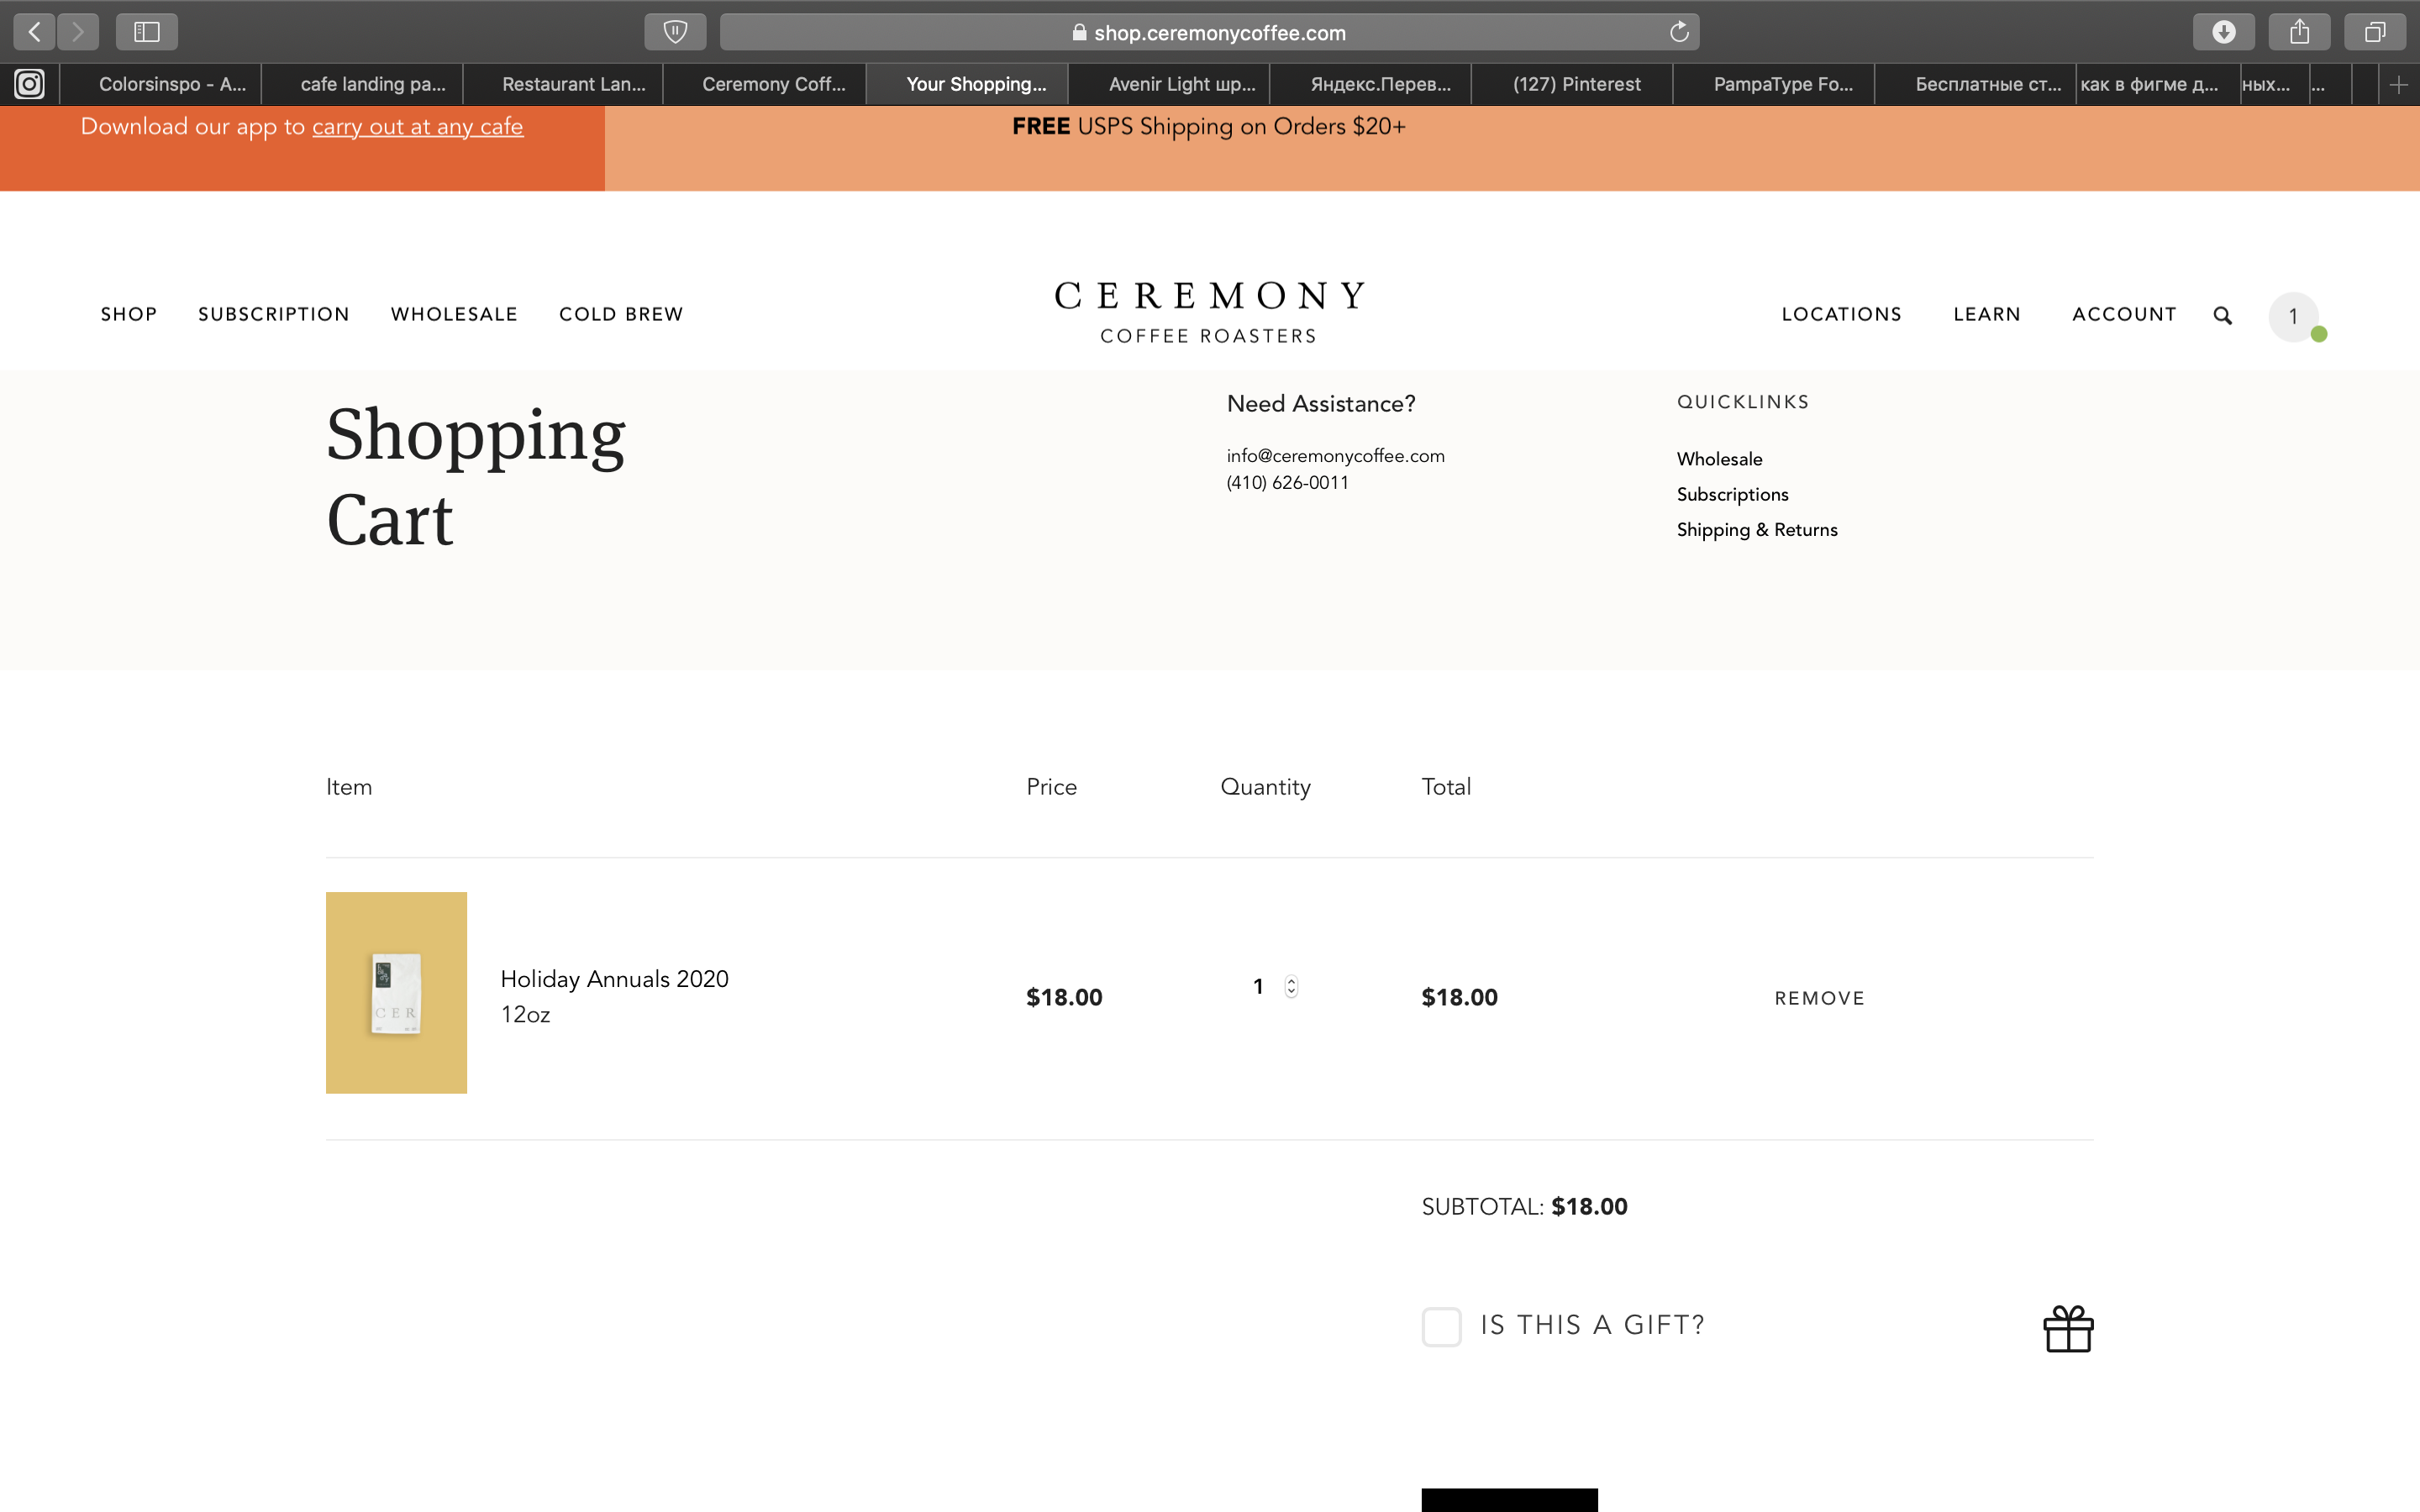 shop.ceremonycoffee.com
Colorsinspo - A...
cafe landing pa...
Restaurant Lan...
Ceremony Coff...
Your Shopping...
Avenir Light шр...
Яндекс.Перев...
(127) Pinterest
PampaType Fo...
Бесплатные ст...
как в фигме д...
ных...
...
Download our app to carry out at any cafe
FREE USPS Shipping on Orders $20+
SHOP
SUBSCRIPTION
WHOLESALE
COLD BREW
CEREMONY
COFFEE ROASTERS
LOCATIONS
LEARN
ACCOUNT
1
Shopping
Cart
Need Assistance?
info@ceremonycoffee.com
(410) 626-0011
QUICKLINKS
Wholesale
Subscriptions
Shipping & Returns
Item
Price
Quantity
Total
CER
Holiday Annuals 2020
12oz
$18.00
1
$18.00
REMOVE
SUBTOTAL: $18.00
IS THIS A GIFT?